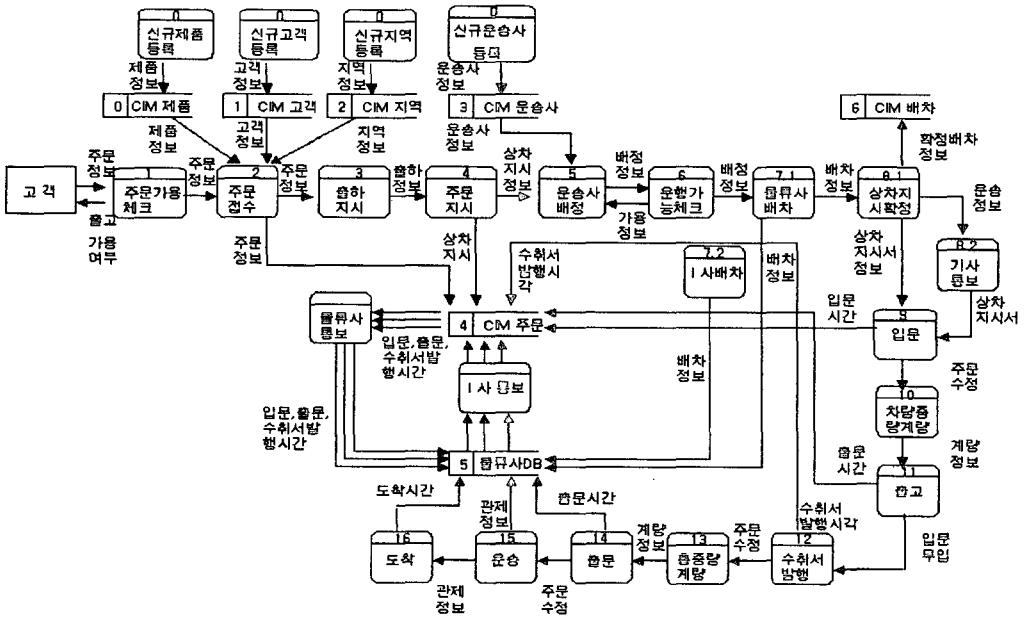 0
신규제품
등록
0
신규고객
등록
0
신규지역
등록
0
신규운송사
등록
제품
정보
고객
정보
지역
정보
운송사
정보
0 CIM 제품
1 CIM 고객
2 CIM 지역
3 CIM 운송사
6 CIM 배차
제품
정보
고객
정보
지역
정보
운송사
정보
확정배차
정보
고 객
주문
정보
출고
가용
여부
1
주문가용
체크
주문
정보
2
주문
접수
주문
정보
3
출하
지시
출하
정보
4
주문
지시
상차
지시
정보
5
운송사
배정
배정
정보
가용
정보
6
운행가
능체크
배정
정보
7.1
물류사
배차
배차
정보
8.1
상차지
시확정
운송
정보
주문
정보
상차
지시
수취서
발행시
각
7.2
I 사배차
배차
정보
상차
지시서
정보
8.2
기사
통보
상차
지시서
물류사
통보
4 CIM 주문
입문
시간
9
입문
입문,출문,
수취서발
행시간
I 사 통보
배차
정보
주문
수정
10
차량중
량계량
입문,출문,
수취서발
행시간
5 물류사DB
출문
시간
계량
정보
11
출고
도착시간
관제
정보
출문시간
계량
정보
주문
수정
수취서
발행시각
입문
무입
16
도착
15
운송
14
출문
13
총중량
계량
12
수취서
발행
관제
정보
주문
수정